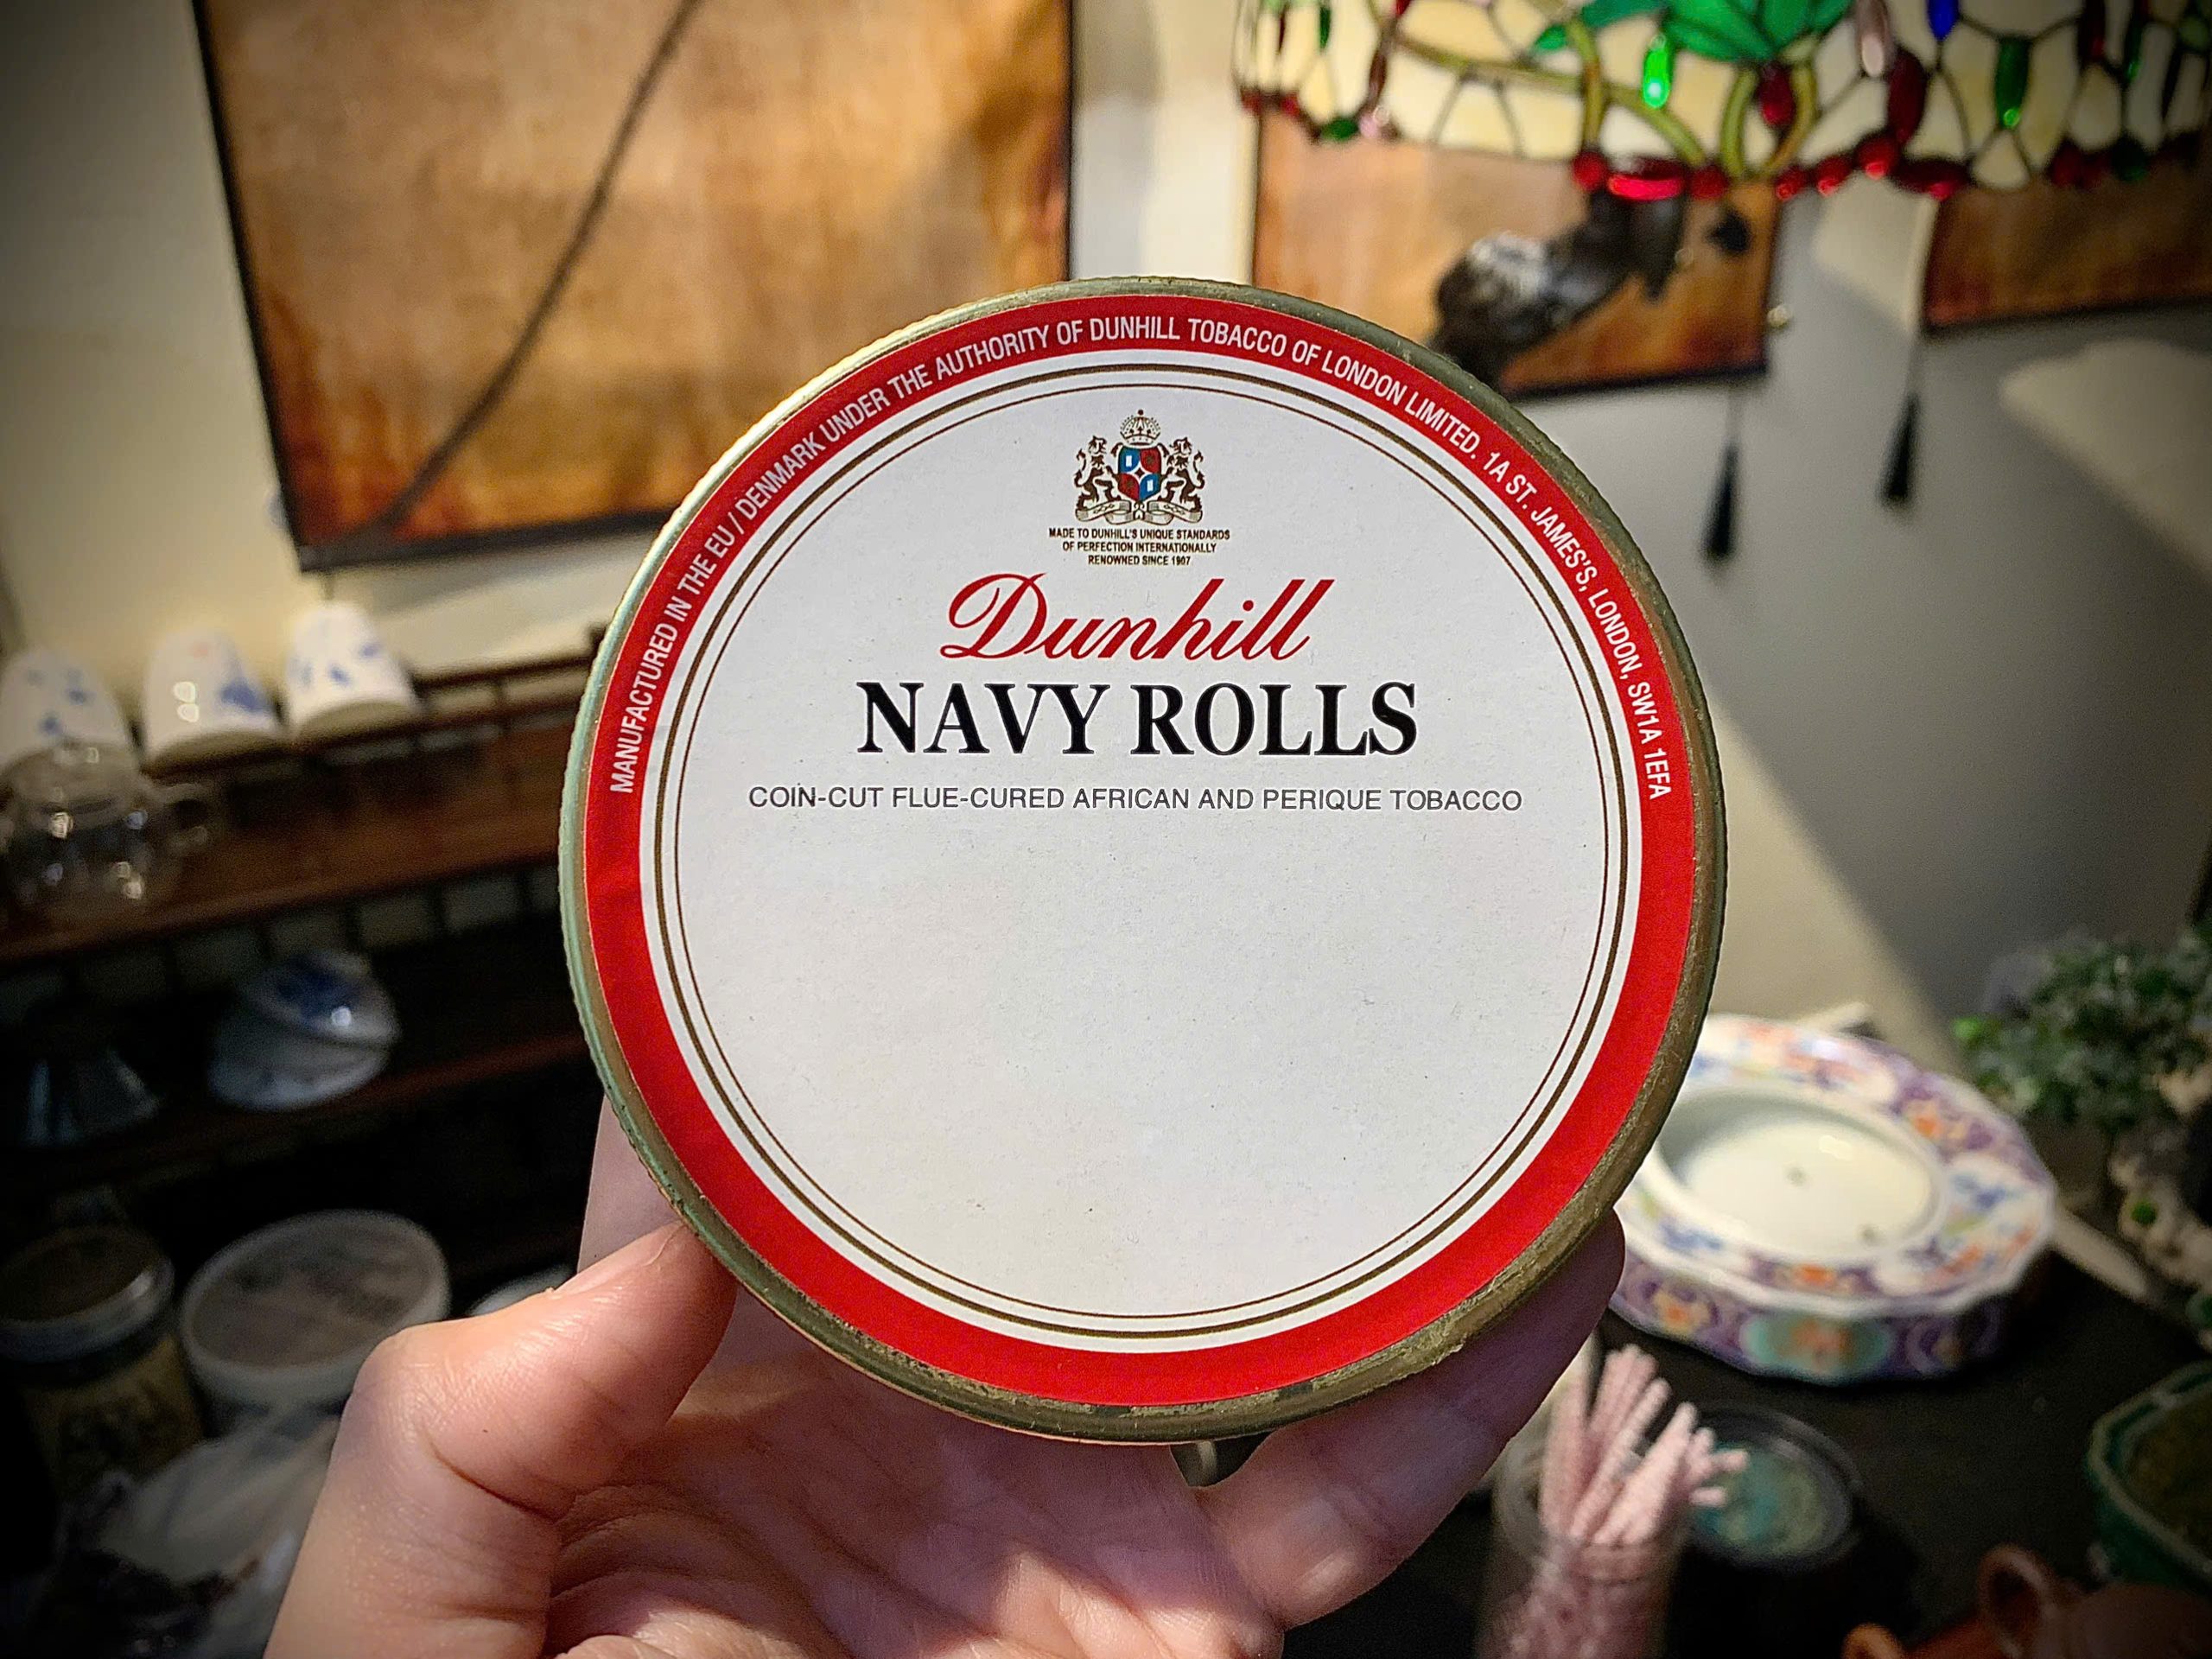 MANUFACTURED IN THE EU / DENMARK UNDER THE AUTHORITY OF DUNHILL TOBACCO OF LONDON LIMITED. 1A ST. JAMES'S, LONDON, SW1A 1EFA
MADE TO DUNHILL'S UNIQUE STANDARDS
OF PERFECTION INTERNATIONALLY
RENOWNED SINCE 1907
Dunhill
NAVY ROLLS
COIN-CUT FLUE-CURED AFRICAN AND PERIQUE TOBACCO